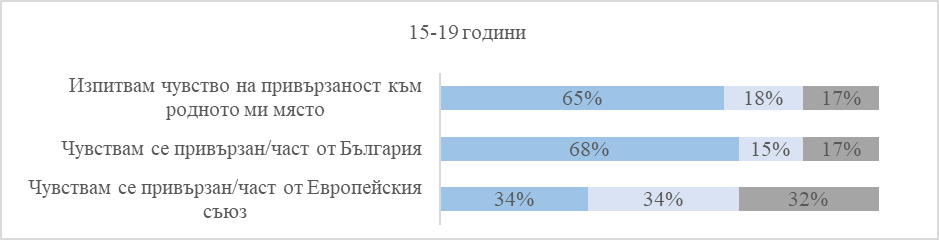 15-19 години
Изпитвам чувство на привързаност към
родното ми място
65% 18% 17%
Чувствам се привързан/част от България
68% 15% 17%
Чувствам се привързан/част от Европейския
съюз
34% 34% 32%